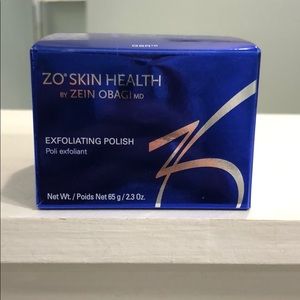 ZO® SKIN HEALTH
BY ZEIN OBAGI MD
EXFOLIATING POLISH
Poli exfoliant
Net Wt. / Poids Net 65 g / 2.3 Oz.